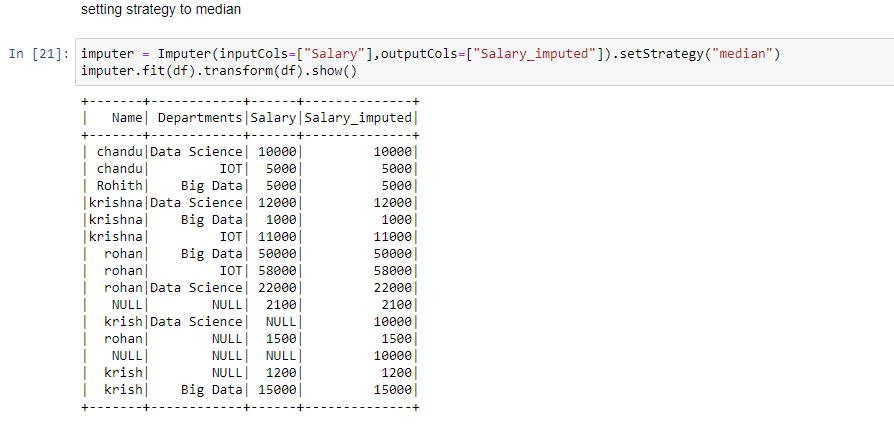 setting strategy to median
In [21]: imputer = Imputer(inputCols=["Salary"],outputCols=["Salary_imputed"]).setStrategy("median")
imputer.fit(df).transform(df).show()
+-------+------------+------+--------------+
|   Name| Departments|Salary|Salary_imputed|
+-------+------------+------+--------------+
| chandu|Data Science| 10000|         10000|
| chandu|         IOT|  5000|          5000|
| Rohith|    Big Data|  5000|          5000|
|krishna|Data Science| 12000|         12000|
|krishna|    Big Data|  1000|          1000|
|krishna|         IOT| 11000|         11000|
|  rohan|    Big Data| 50000|         50000|
|  rohan|         IOT| 58000|         58000|
|  rohan|Data Science| 22000|         22000|
|   NULL|        NULL|  2100|          2100|
|  krish|Data Science|  NULL|         10000|
|  rohan|        NULL|  1500|          1500|
|   NULL|        NULL|  NULL|         10000|
|  krish|        NULL|  1200|          1200|
|  krish|    Big Data| 15000|         15000|
+-------+------------+------+--------------+